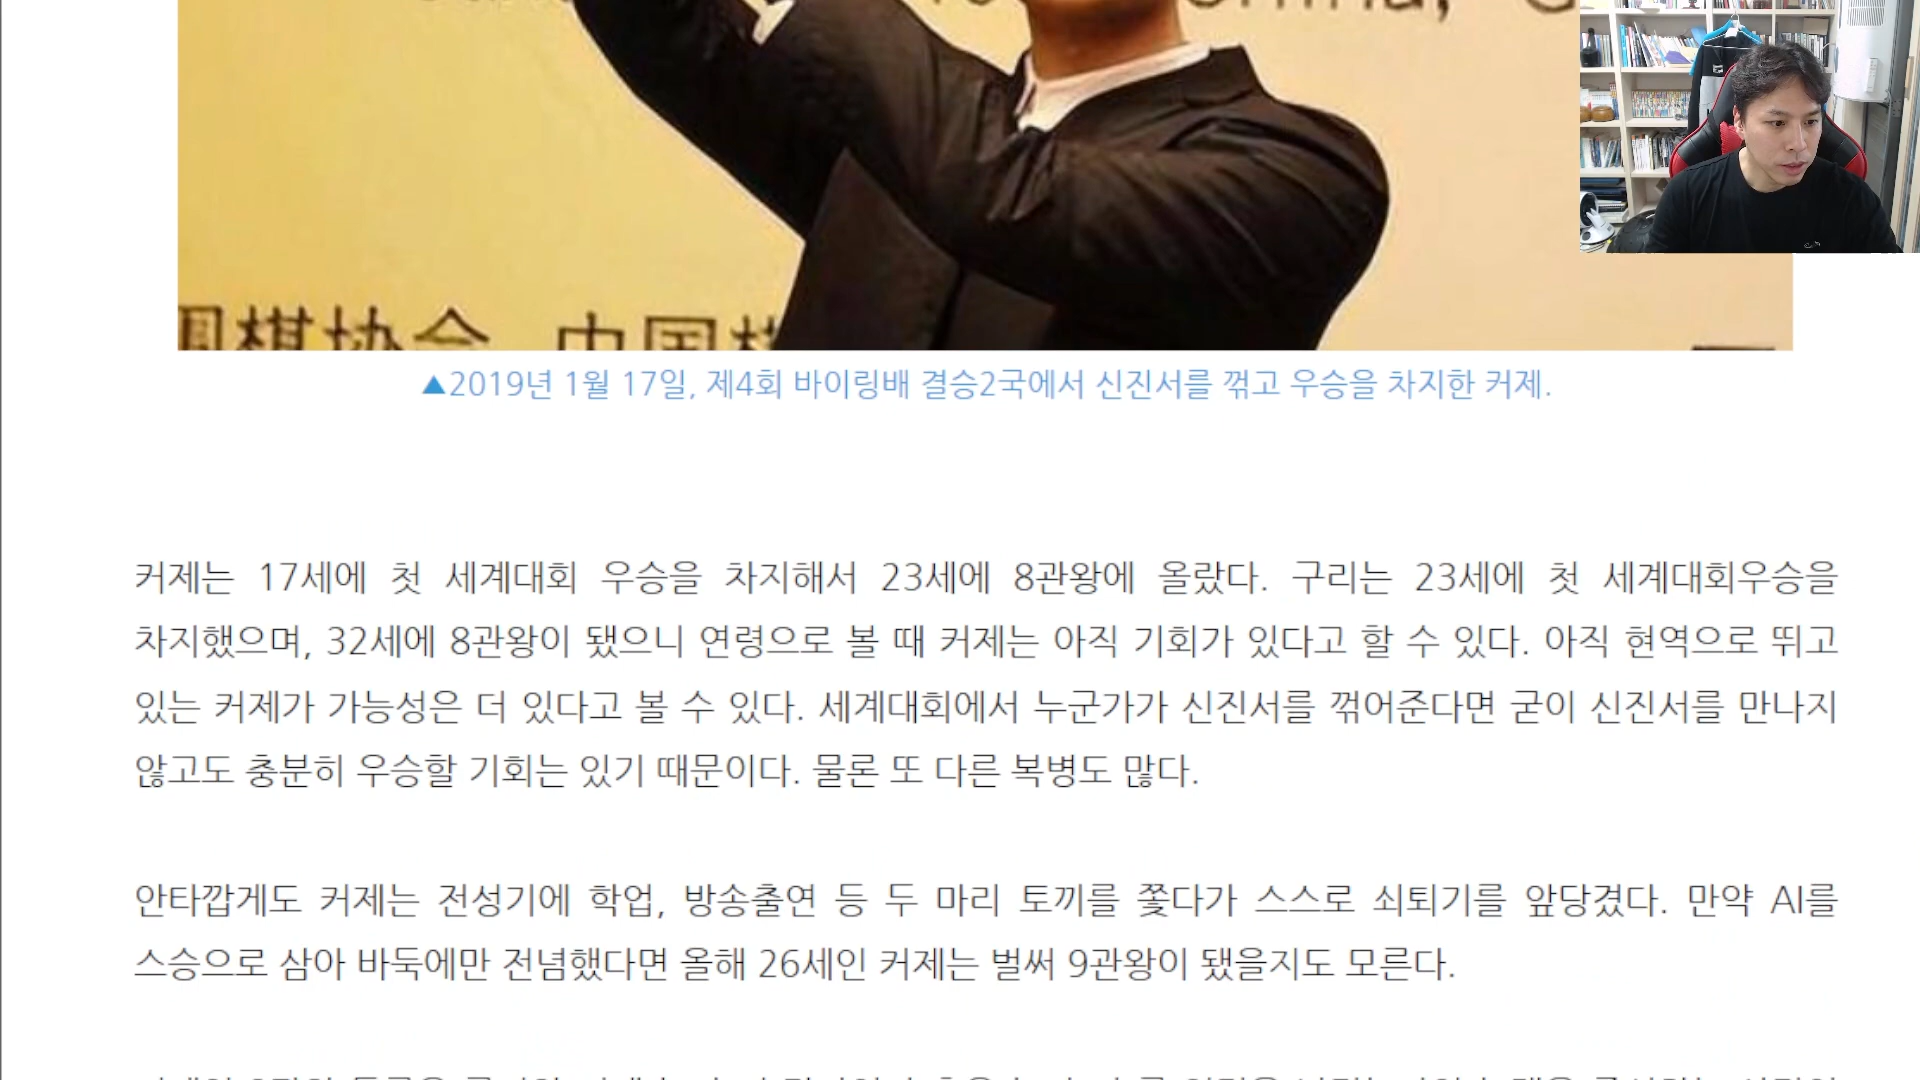 China,
围棋协会 中国棋
▲2019년 1월 17일, 제4회 바이링배 결승2국에서 신진서를 꺾고 우승을 차지한 커제.
커제는 17세에 첫 세계대회 우승을 차지해서 23세에 8관왕에 올랐다. 구리는 23세에 첫 세계대회우승을
차지했으며, 32세에 8관왕이 됐으니 연령으로 볼 때 커제는 아직 기회가 있다고 할 수 있다. 아직 현역으로 뛰고
있는 커제가 가능성은 더 있다고 볼 수 있다. 세계대회에서 누군가가 신진서를 꺾어준다면 굳이 신진서를 만나지
않고도 충분히 우승할 기회는 있기 때문이다. 물론 또 다른 복병도 많다.
안타깝게도 커제는 전성기에 학업, 방송출연 등 두 마리 토끼를 쫓다가 스스로 쇠퇴기를 앞당겼다. 만약 AI를
스승으로 삼아 바둑에만 전념했다면 올해 26세인 커제는 벌써 9관왕이 됐을지도 모른다.